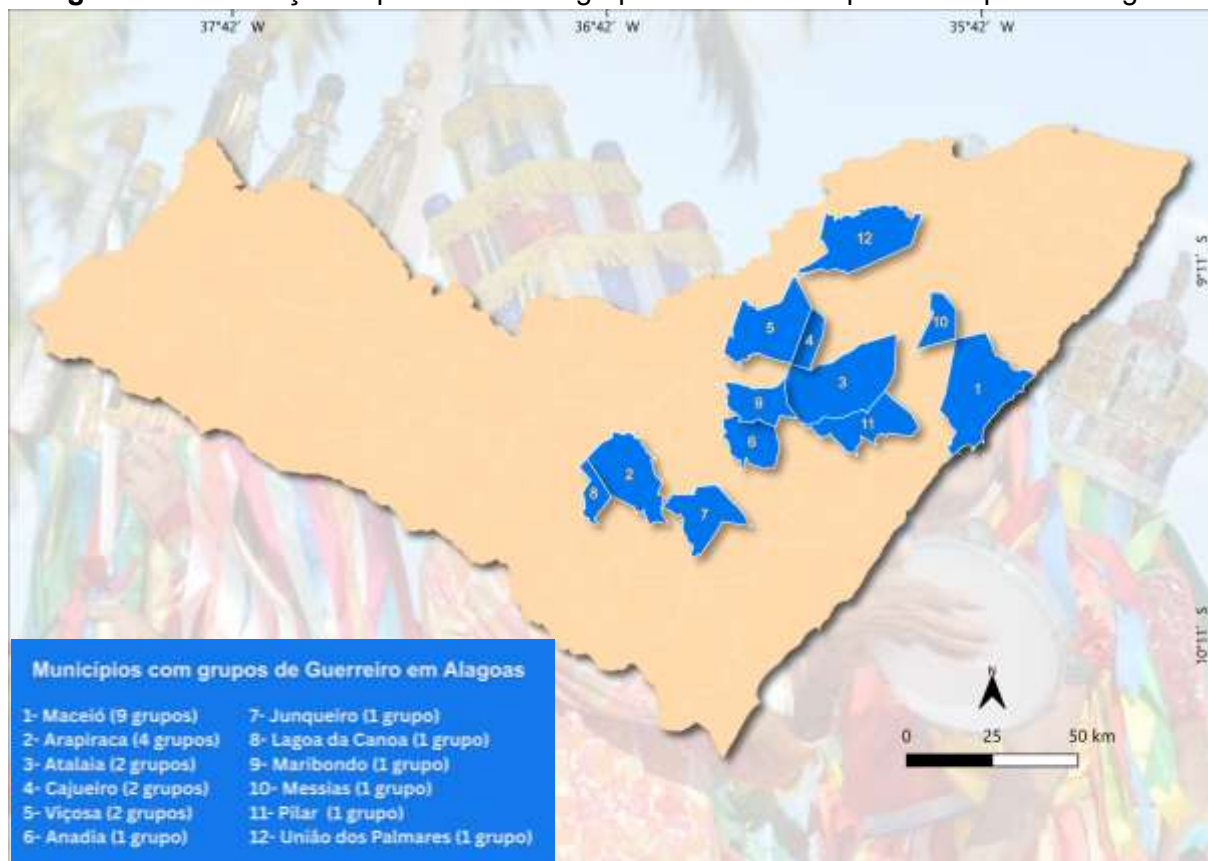 37°42' W
36°42' W
35°42' W
9°11' S
12
10
5
4
3
1
9
11
6
2
8
7
10°11' S
N
0 25 50 km
Municípios com grupos de Guerreiro em Alagoas
1- Maceió (9 grupos)
2- Arapiraca (4 grupos)
3- Atalaia (2 grupos)
4- Cajueiro (2 grupos)
5- Viçosa (2 grupos)
6- Anadia (1 grupo)
7- Junqueiro (1 grupo)
8- Lagoa da Canoa (1 grupo)
9- Maribondo (1 grupo)
10- Messias (1 grupo)
11- Pilar (1 grupo)
12- União dos Palmares (1 grupo)